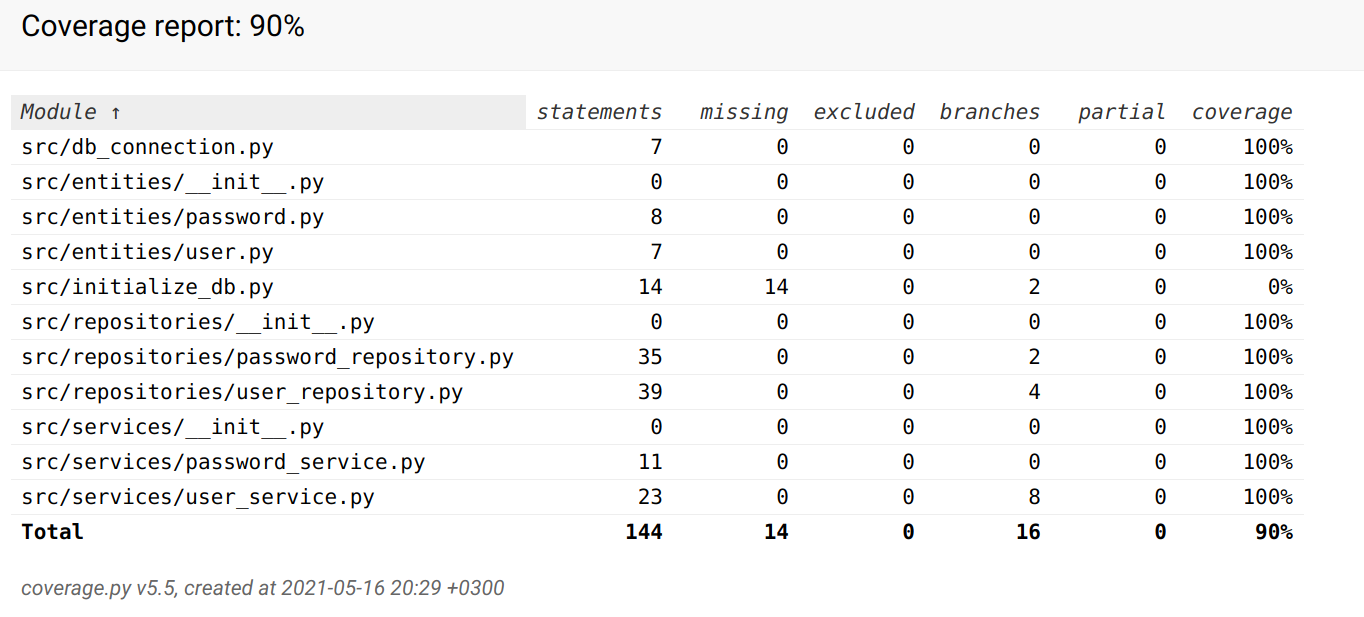 Coverage report: 90%
Module ↑ statements missing excluded branches partial coverage
src/db_connection.py 7 0 0 0 0 100%
src/entities/__init__.py 0 0 0 0 0 100%
src/entities/password.py 8 0 0 0 0 100%
src/entities/user.py 7 0 0 0 0 100%
src/initialize_db.py 14 14 0 2 0 0%
src/repositories/__init__.py 0 0 0 0 0 100%
src/repositories/password_repository.py 35 0 0 2 0 100%
src/repositories/user_repository.py 39 0 0 4 0 100%
src/services/__init__.py 0 0 0 0 0 100%
src/services/password_service.py 11 0 0 0 0 100%
src/services/user_service.py 23 0 0 8 0 100%
Total 144 14 0 16 0 90%
coverage.py v5.5, created at 2021-05-16 20:29 +0300